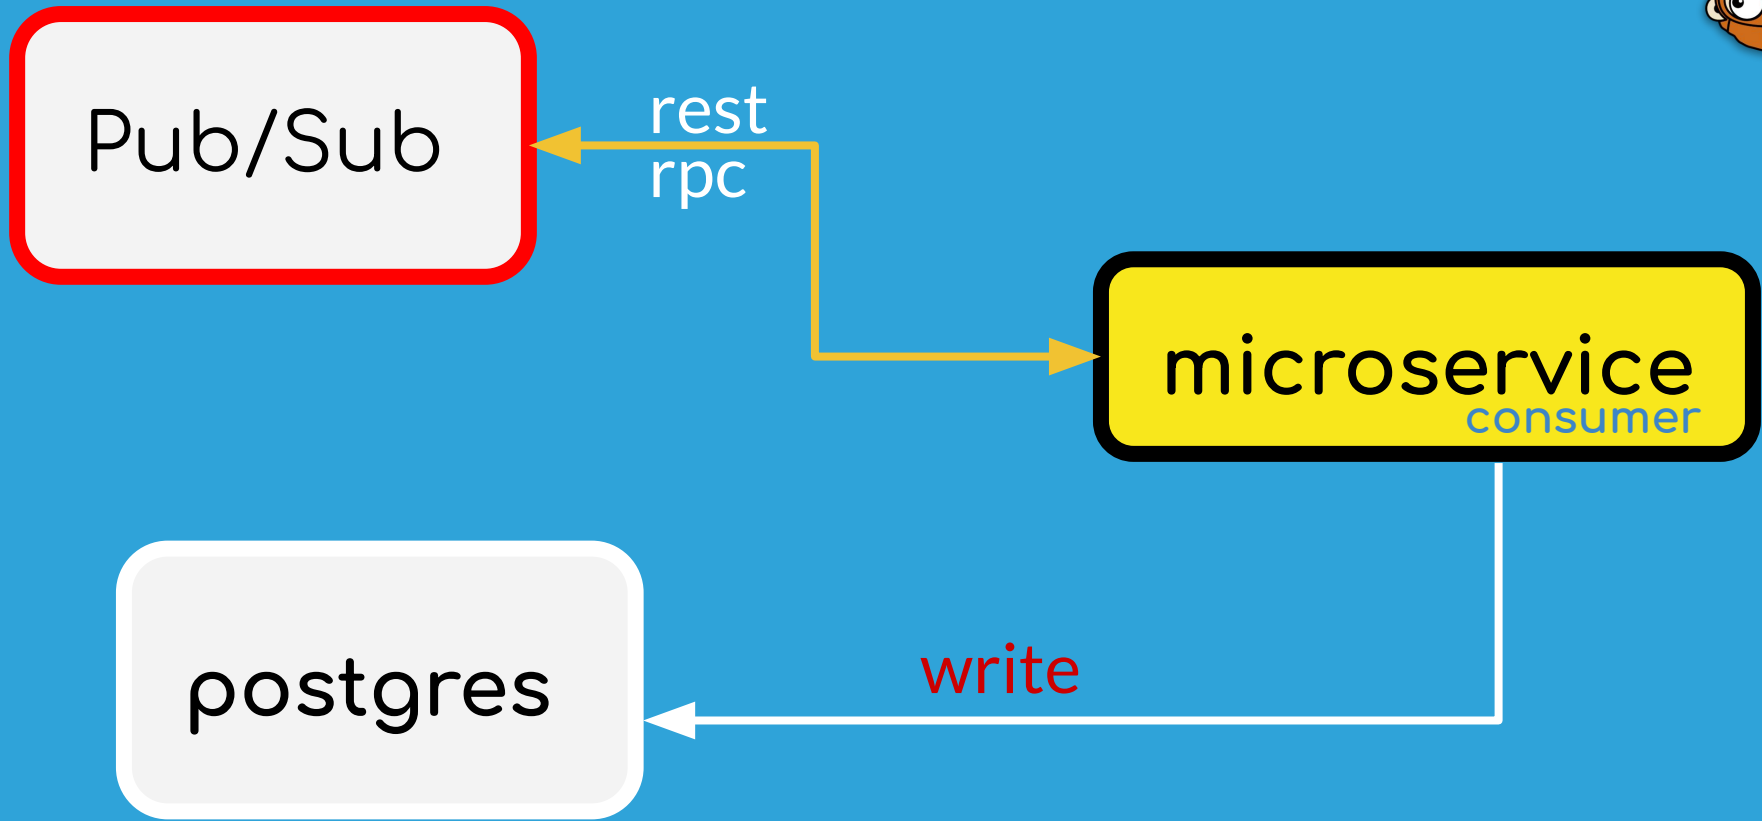 Pub/Sub
rest
rpc
microservice
consumer
write
postgres